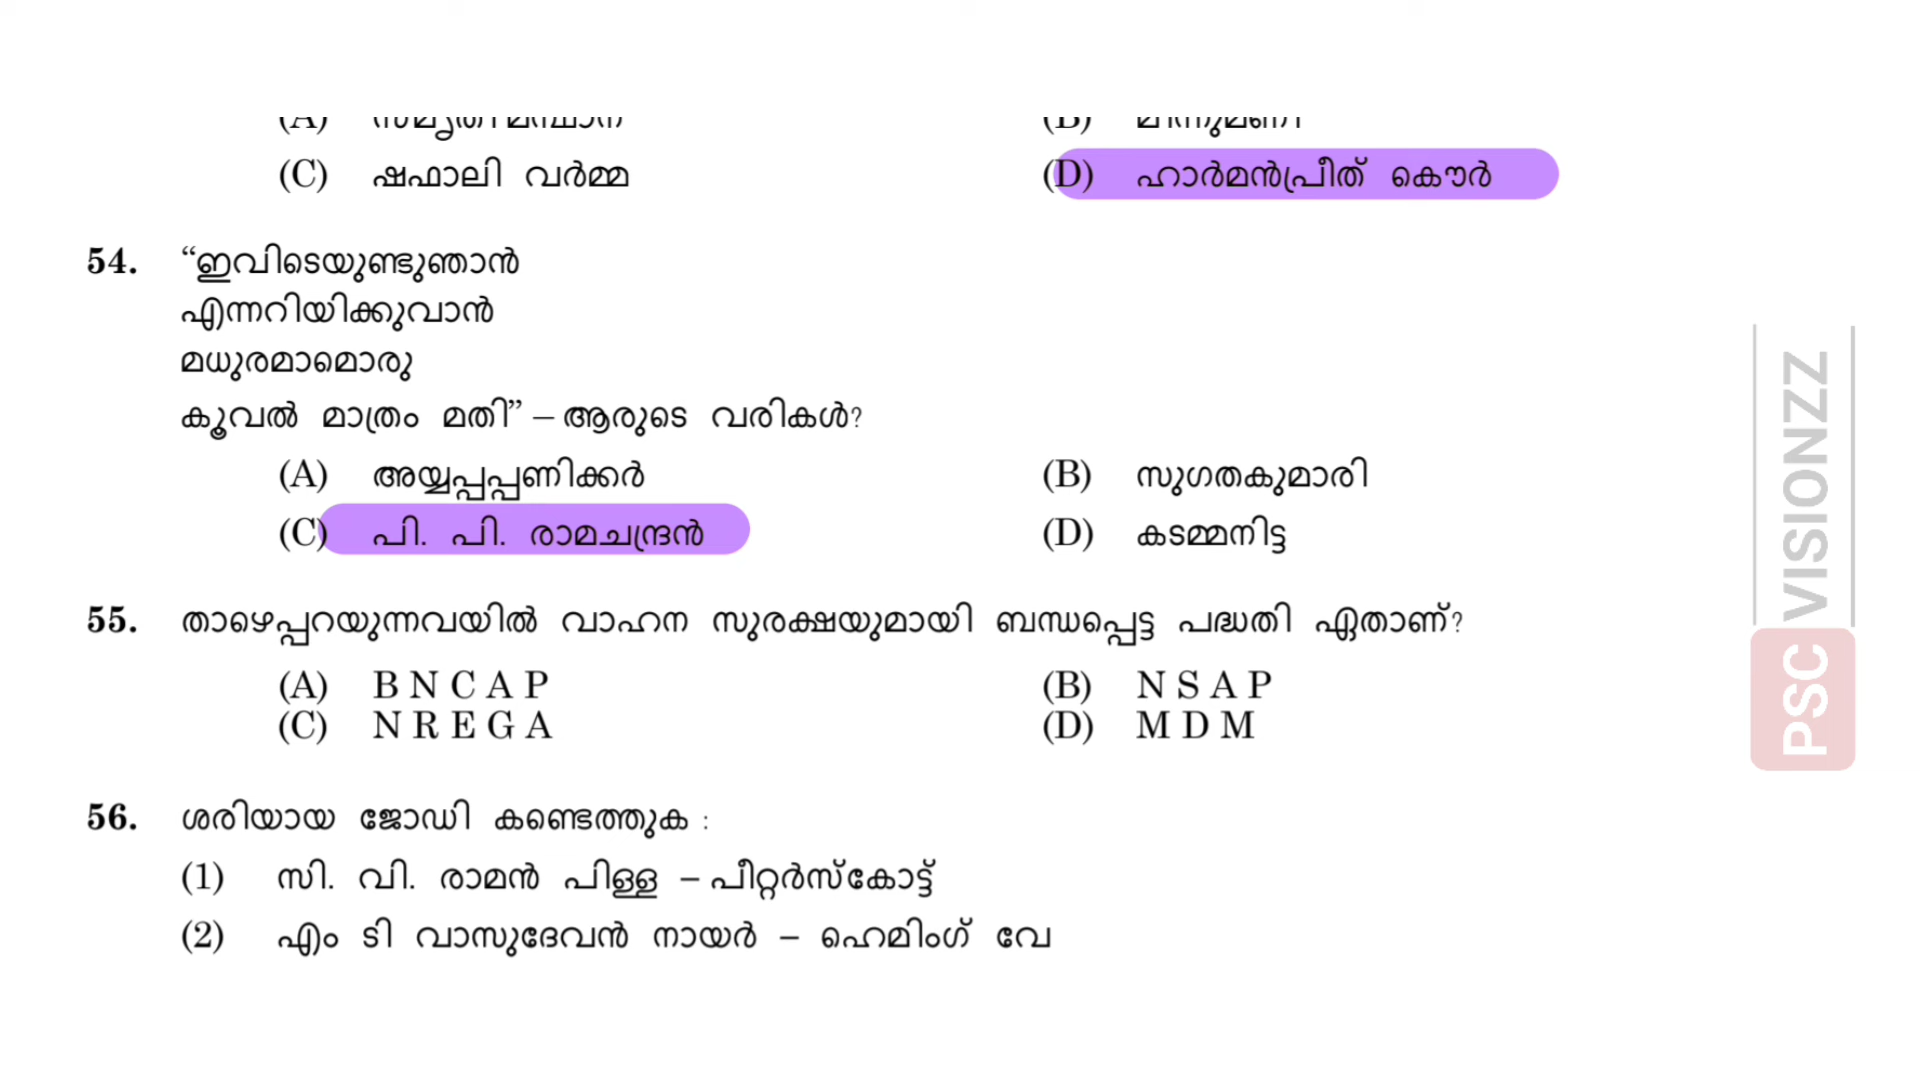 (A) സ്മൃതി മന്ഥാന (B) മിന്നുമണി
(C) ഷഫാലി വർമ്മ (D) ഹാർമൻപ്രീത് കൌർ
54. “ഇവിടെയുണ്ടുഞാൻ
എന്നറിയിക്കുവാൻ
മധുരമാമൊരു
കൂവൽ മാത്രം മതി” – ആരുടെ വരികൾ?
(A) അയ്യപ്പപ്പണിക്കർ (B) സുഗതകുമാരി
(C) പി. പി. രാമചന്ദ്രൻ (D) കടമ്മനിട്ട
55. താഴെപ്പറയുന്നവയിൽ വാഹന സുരക്ഷയുമായി ബന്ധപ്പെട്ട പദ്ധതി ഏതാണ്?
(A) B N C A P (B) N S A P
(C) N R E G A (D) M D M
56. ശരിയായ ജോഡി കണ്ടെത്തുക :
(1) സി. വി. രാമൻ പിള്ള – പീറ്റർസ്കോട്ട്
(2) എം ടി വാസുദേവൻ നായർ – ഹെമിംഗ് വേ
PSC VISIONZZ